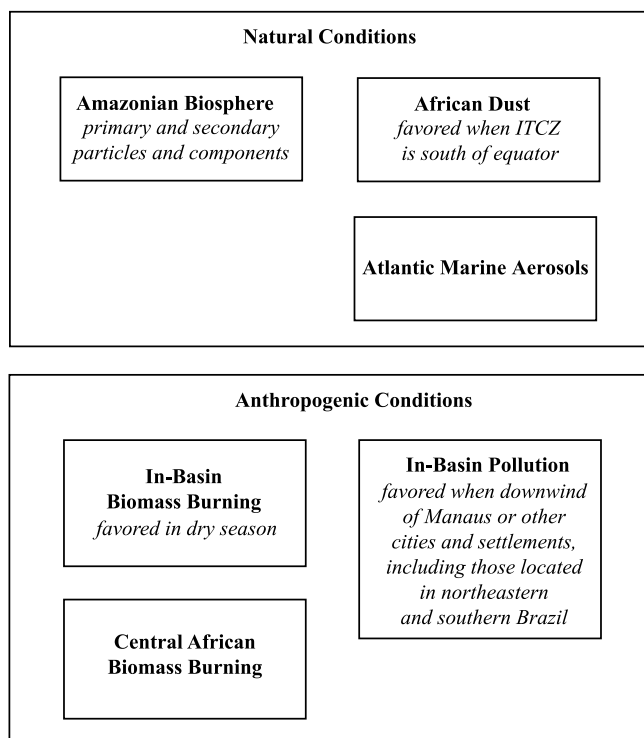 Natural Conditions
Amazonian Biosphere
primary and secondary
particles and components
African Dust
favored when ITCZ
is south of equator
Atlantic Marine Aerosols
Anthropogenic Conditions
In-Basin
Biomass Burning
favored in dry season
In-Basin Pollution
favored when downwind
of Manaus or other
cities and settlements,
including those located
in northeastern
and southern Brazil
Central African
Biomass Burning